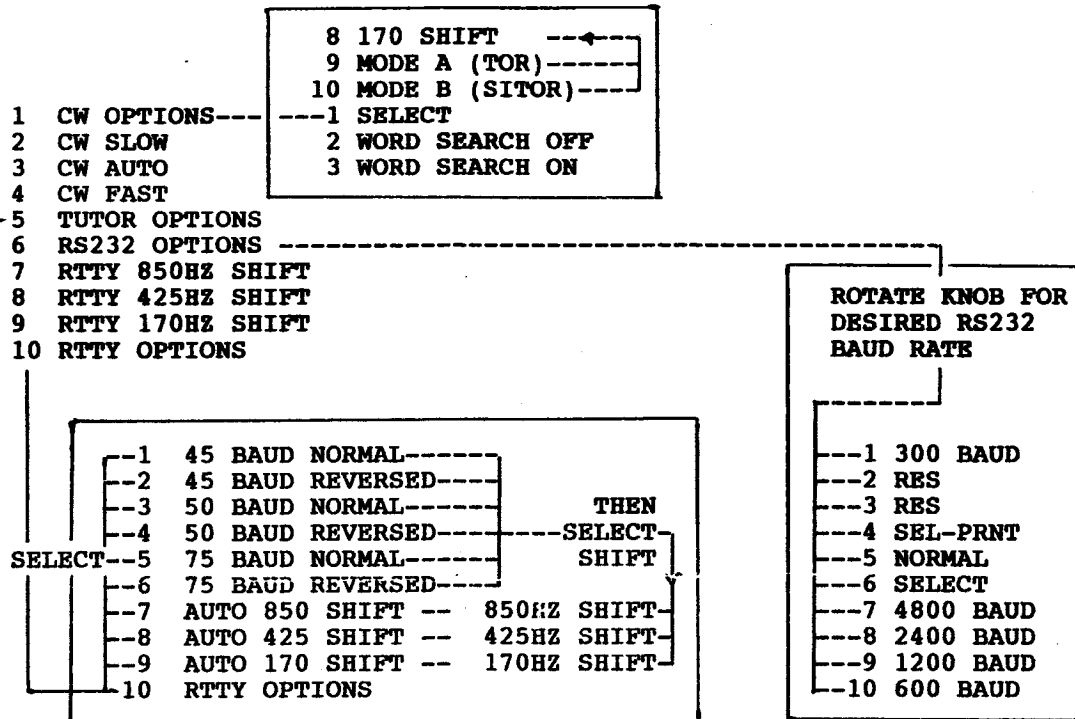 8 170 SHIFT
9 MODE A (TOR)
10 MODE B (SITOR)
1 SELECT
2 WORD SEARCH OFF
3 WORD SEARCH ON
1 CW OPTIONS
2 CW SLOW
3 CW AUTO
4 CW FAST
5 TUTOR OPTIONS
6 RS232 OPTIONS
7 RTTY 850HZ SHIFT
8 RTTY 425HZ SHIFT
9 RTTY 170HZ SHIFT
10 RTTY OPTIONS
ROTATE KNOB FOR
DESIRED RS232
BAUD RATE
1 300 BAUD
2 RES
3 RES
4 SEL-PRNT
5 NORMAL
6 SELECT
7 4800 BAUD
8 2400 BAUD
9 1200 BAUD
10 600 BAUD
SELECT
1 45 BAUD NORMAL
2 45 BAUD REVERSED
3 50 BAUD NORMAL
4 50 BAUD REVERSED
5 75 BAUD NORMAL
6 75 BAUD REVERSED
THEN
SELECT
SHIFT
7 AUTO 850 SHIFT -- 850HZ SHIFT
8 AUTO 425 SHIFT -- 425HZ SHIFT
9 AUTO 170 SHIFT -- 170HZ SHIFT
10 RTTY OPTIONS